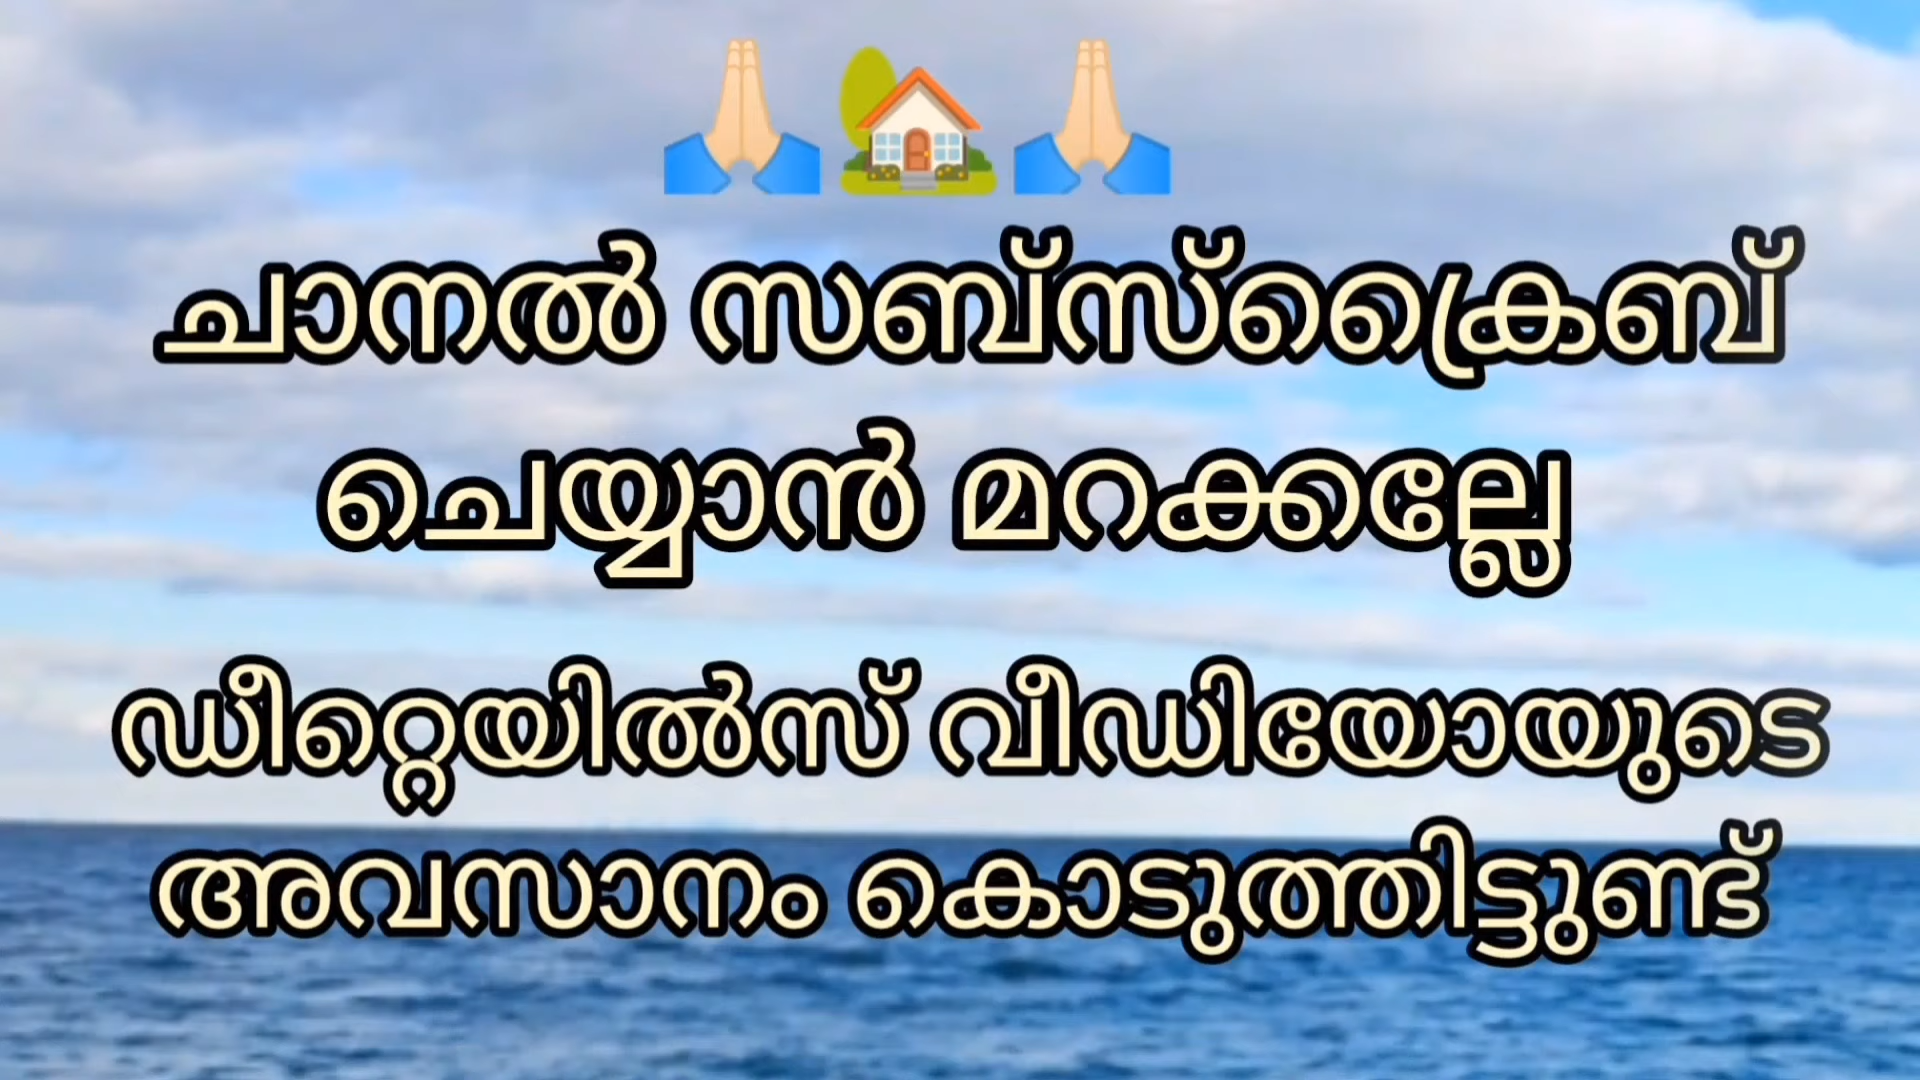 🙏🏻🏡🙏🏻
ചാനൽ സബ്സ്ക്രൈബ്
ചെയ്യാൻ മറക്കല്ലേ
ഡീറ്റെയിൽസ് വീഡിയോയുടെ
അവസാനം കൊടുത്തിട്ടുണ്ട്